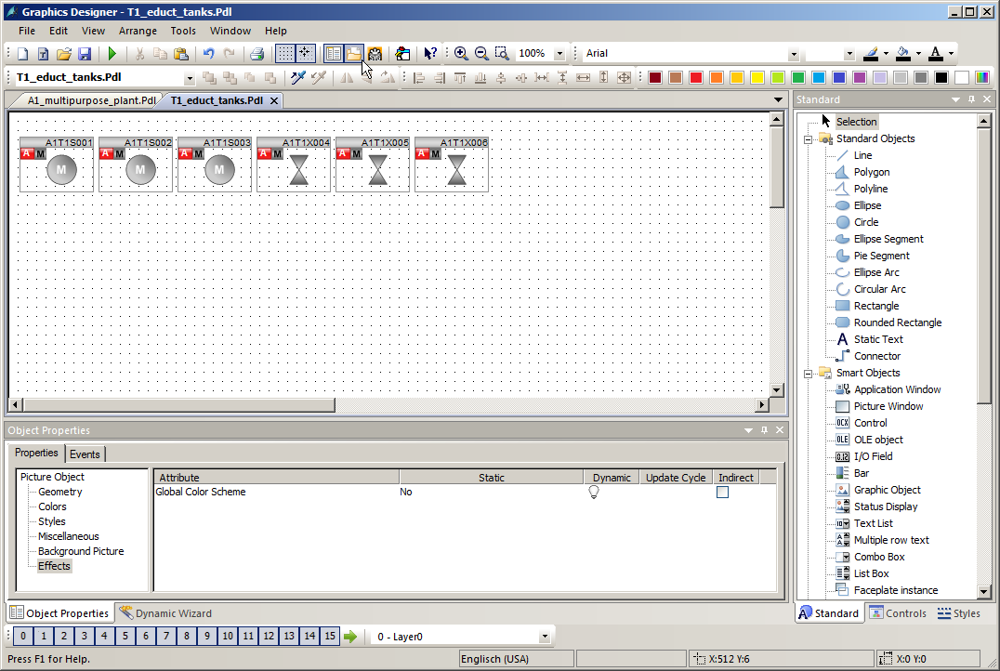 Graphics Designer - T1_educt_tanks.Pdl
File Edit View Arrange Tools Window Help
100% Arial
T1_educt_tanks.Pdl
A1_multipurpose_plant.Pdl T1_educt_tanks.Pdl
A1T1S001 A1T1S002 A1T1S003 A1T1X004 A1T1X005 A1T1X006
A M A M A M A M A M A M
M M M
Standard
Selection
Standard Objects
Line
Polygon
Polyline
Ellipse
Circle
Ellipse Segment
Pie Segment
Ellipse Arc
Circular Arc
Rectangle
Rounded Rectangle
A Static Text
Connector
Smart Objects
Application Window
Picture Window
OCX Control
OLE OLE object
0.12 I/O Field
Bar
Graphic Object
Status Display
Text List
Multiple row text
Combo Box
List Box
Faceplate instance
Standard Controls Styles
Object Properties
Properties Events
Picture Object
Geometry
Colors
Styles
Miscellaneous
Background Picture
Effects
Attribute Static Dynamic Update Cycle Indirect
Global Color Scheme No
Object Properties Dynamic Wizard
0 1 2 3 4 5 6 7 8 9 10 11 12 13 14 15 0 - Layer0
Press F1 for Help. Englisch (USA) X:512 Y:6 X:0 Y:0